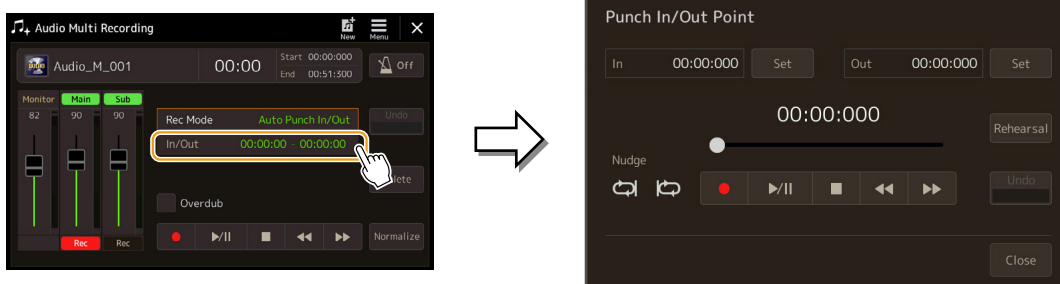 Audio Multi Recording
New
Menu
Audio_M_001
00:00
Start 00:00:000
End 00:51:300
Off
Monitor Main Sub
82 90 90
Rec Mode Auto Punch In/Out
Undo
In/Out 00:00:00 - 00:00:00
Overdub
Rec Rec
Normalize
Punch In/Out Point
In 00:00:000 Set Out 00:00:000 Set
00:00:000
Rehearsal
Nudge
Undo
Close